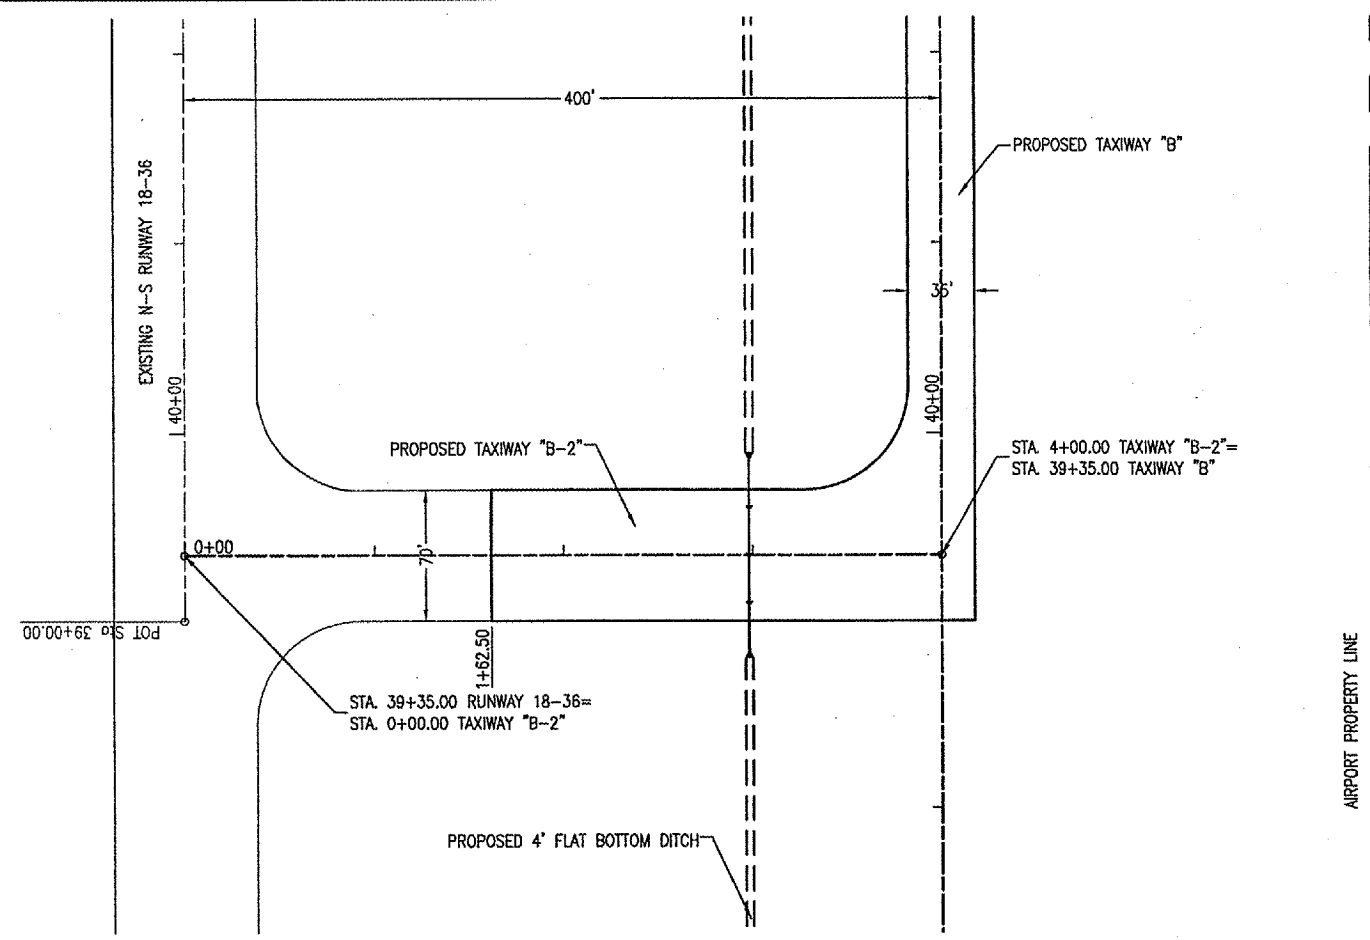 400'
PROPOSED TAXIWAY "B"
EXISTING N-S RUNWAY 18-36
36'
40+00
40+00
PROPOSED TAXIWAY "B-2"
STA. 4+00.00 TAXIWAY "B-2"=
STA. 39+35.00 TAXIWAY "B"
0+00
70'
POT Sta 39+00.00
1+62.50
STA. 39+35.00 RUNWAY 18-36=
STA. 0+00.00 TAXIWAY "B-2"
AIRPORT PROPERTY LINE
PROPOSED 4' FLAT BOTTOM DITCH